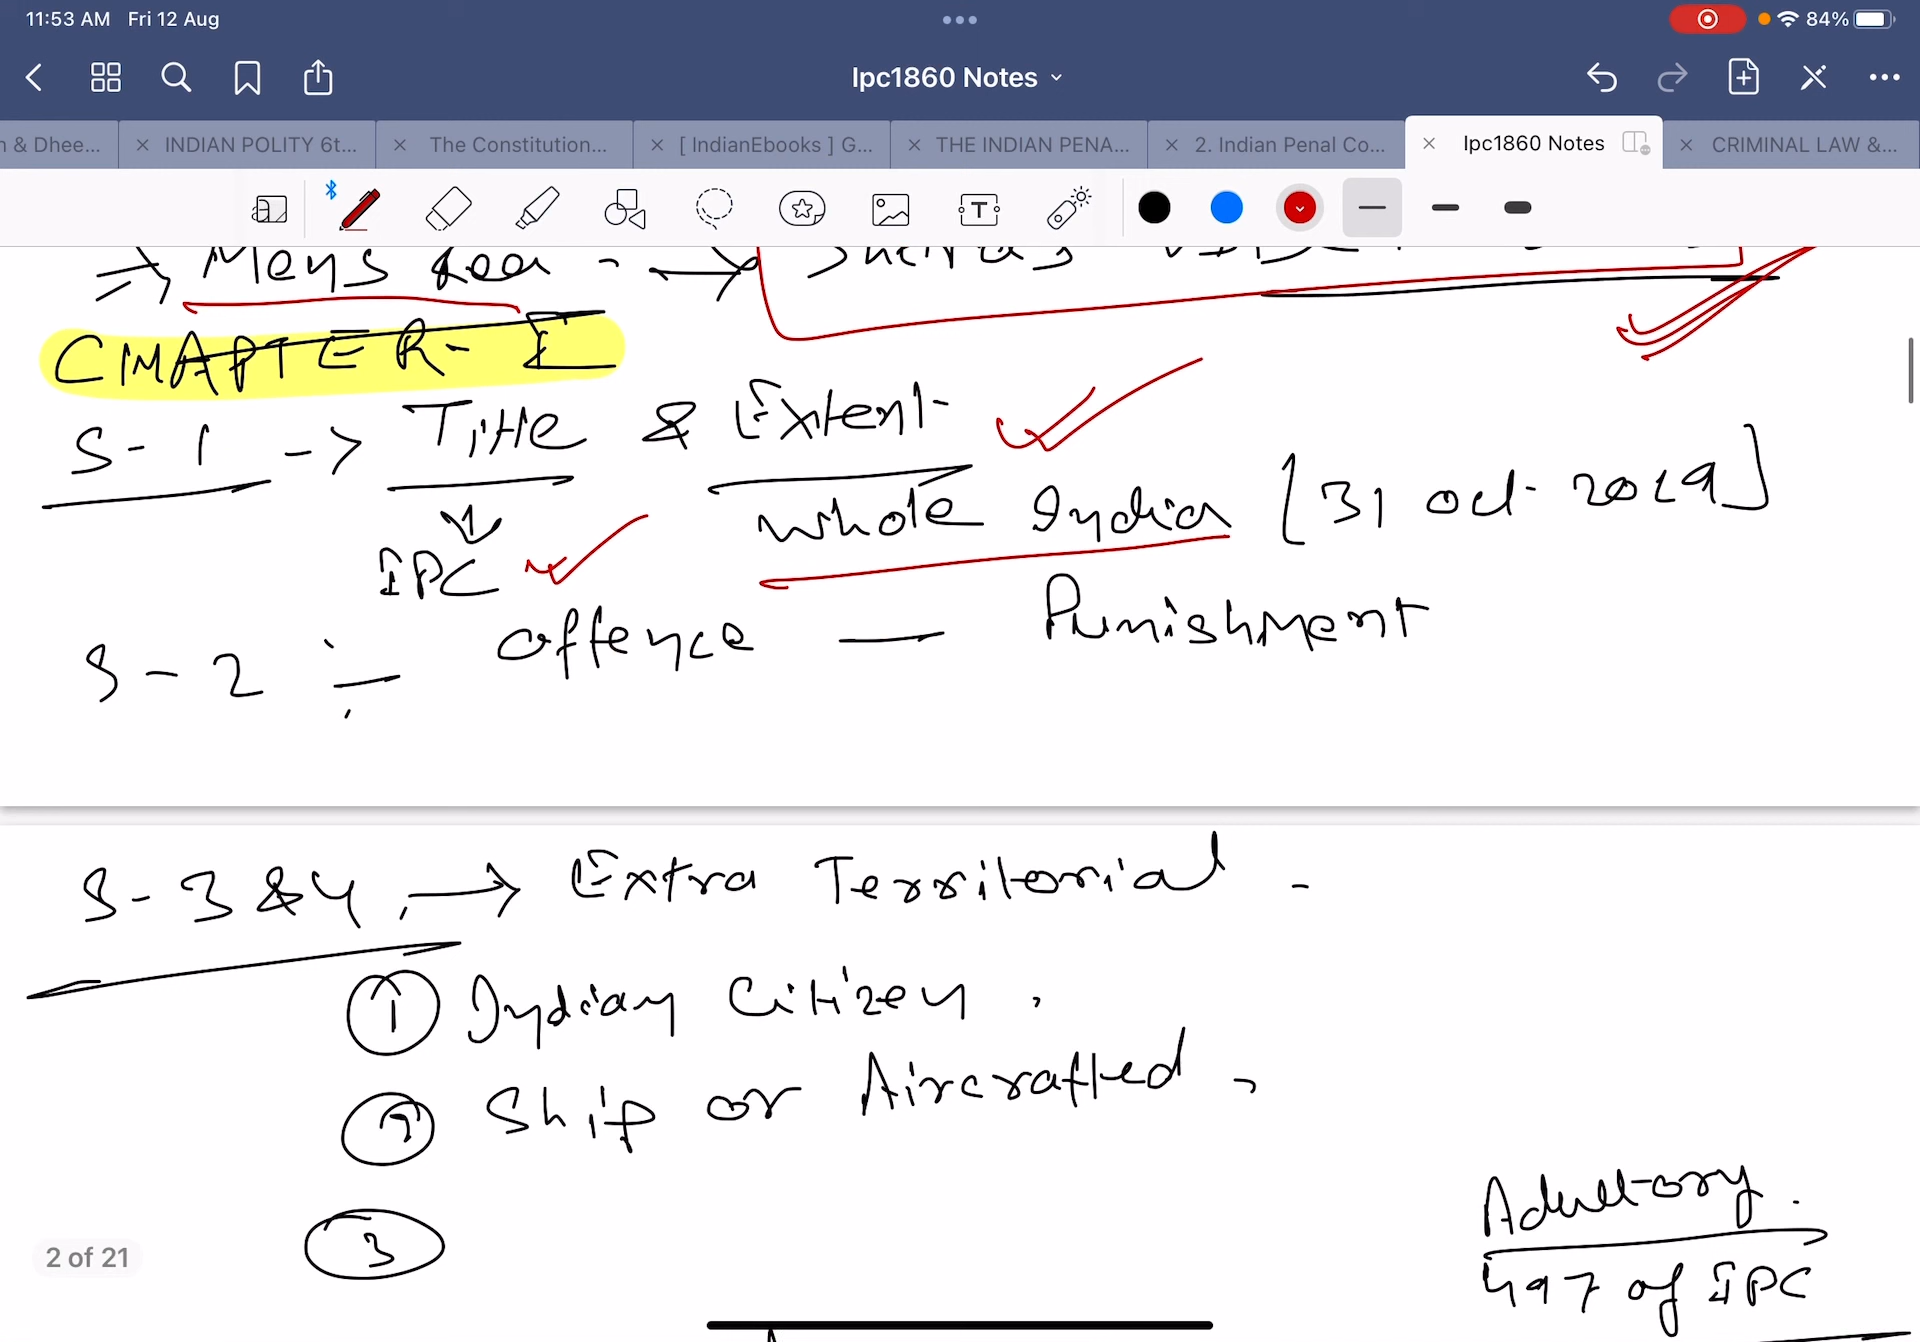 11:53 AM Fri 12 Aug
84%
Ipc1860 Notes
n & Dhee...
INDIAN POLITY 6t...
The Constitution...
[ IndianEbooks ] G...
THE INDIAN PENA...
2. Indian Penal Co...
Ipc1860 Notes
CRIMINAL LAW &...
T
=> Mens Rea - →
CHAPTER- I
S- 1 -> Title & Extent
IPC
whole India [31 oct 2019]
S-2 ÷ offence — Punishment
S-3 & 4 → Extra Territorial -
① Indian Citizen.
② Ship or Aircrafted,
③
Adultory.
497 of IPC
2 of 21